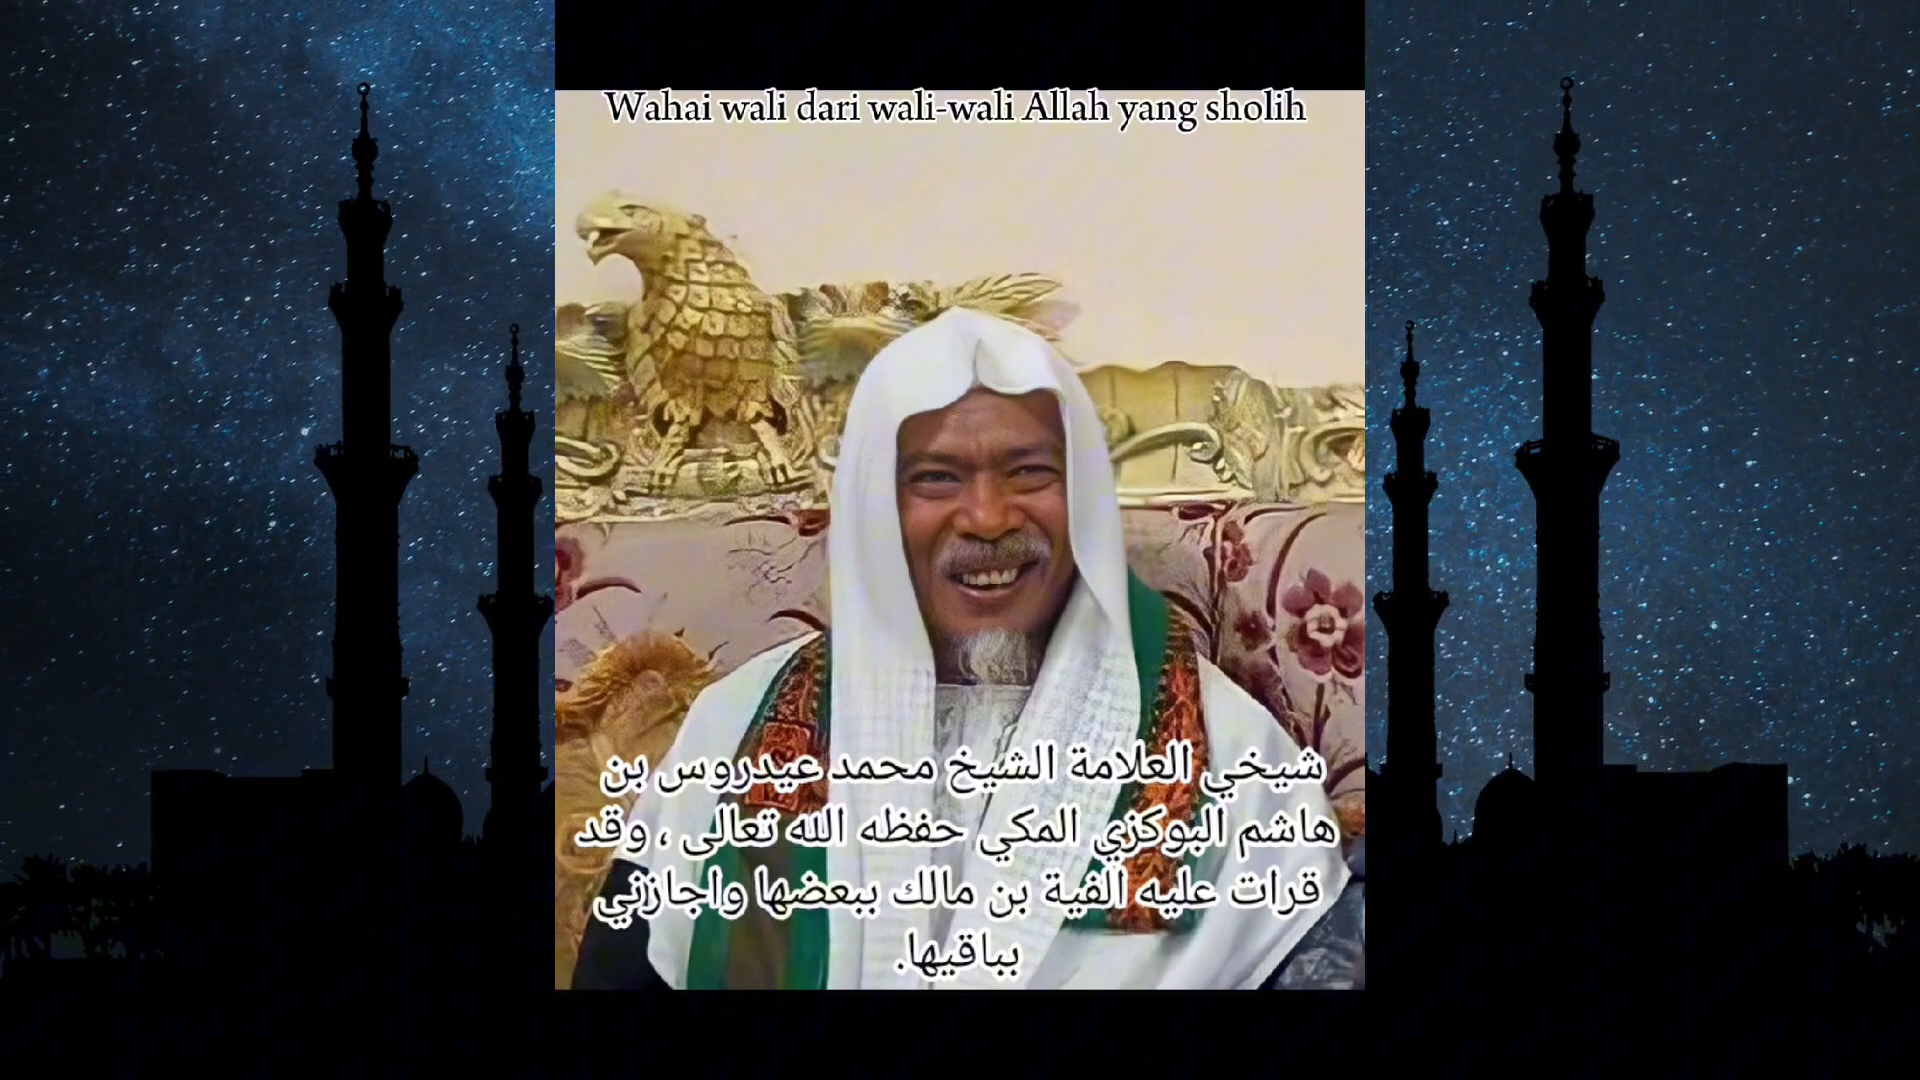 Wahai wali dari wali-wali Allah yang sholih
شيخي العلامة الشيخ محمد عيدروس بن
هاشم البوكزي المكي حفظه الله تعالى ، وقد
قرات عليه الفية بن مالك ببعضها واجازني
بباقيها.